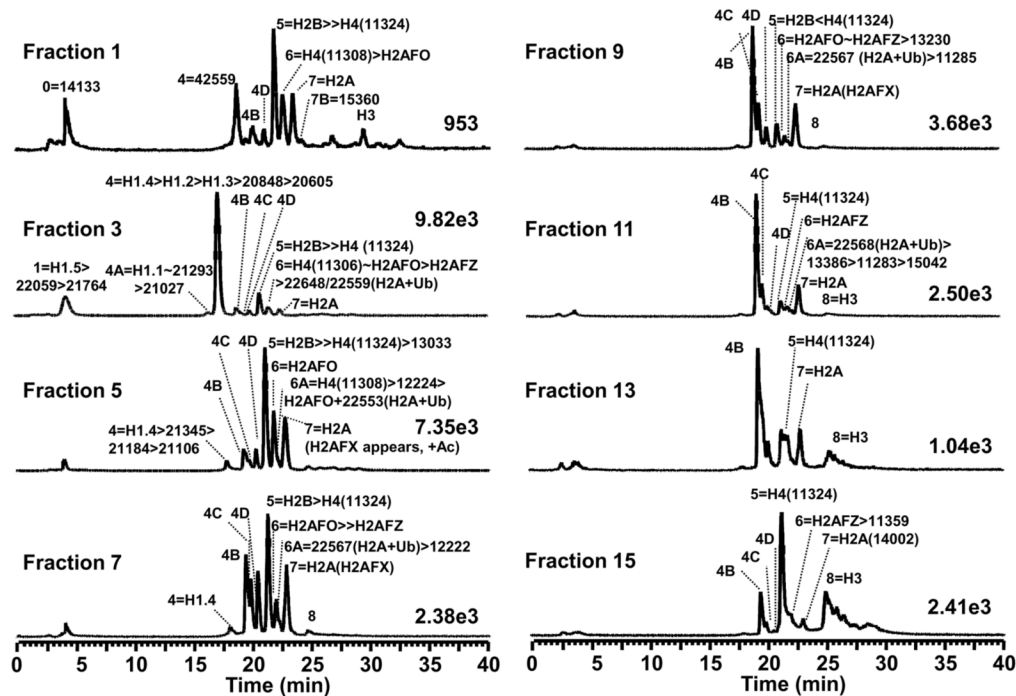 Fraction 1
0=14133
4=42559
4B
4D
5=H2B>>H4(11324)
6=H4(11308)>H2AFO
7=H2A
7B=15360
H3
953
Fraction 3
4=H1.4>H1.2>H1.3>20848>20605
4B 4C 4D
9.82e3
1=H1.5>
22059>21764
4A=H1.1~21293
>21027
5=H2B>>H4 (11324)
6=H4(11306)~H2AFO>H2AFZ
>22648/22559(H2A+Ub)
7=H2A
Fraction 5
4C 4D
5=H2B>>H4(11324)>13033
6=H2AFO
6A=H4(11308)>12224>
H2AFO+22553(H2A+Ub)
4B
7.35e3
4=H1.4>21345>
21184>21106
7=H2A
(H2AFX appears, +Ac)
Fraction 7
5=H2B>H4(11324)
4C 4D
6=H2AFO>>H2AFZ
4B
6A=22567(H2A+Ub)>12222
7=H2A(H2AFX)
4=H1.4
8
2.38e3
0 5 10 15 20 25 30 35 40
Time (min)
Fraction 9
4C 4D
5=H2B<H4(11324)
6=H2AFO~H2AFZ>13230
6A=22567 (H2A+Ub)>11285
4B
7=H2A(H2AFX)
8
3.68e3
Fraction 11
4C
4B
5=H4(11324)
6=H2AFZ
4D
6A=22568(H2A+Ub)>
13386>11283>15042
7=H2A
8=H3
2.50e3
Fraction 13
4B
5=H4(11324)
7=H2A
8=H3
1.04e3
Fraction 15
5=H4(11324)
6=H2AFZ>11359
4D
4C
7=H2A(14002)
4B
8=H3
2.41e3
0 5 10 15 20 25 30 35 40
Time (min)